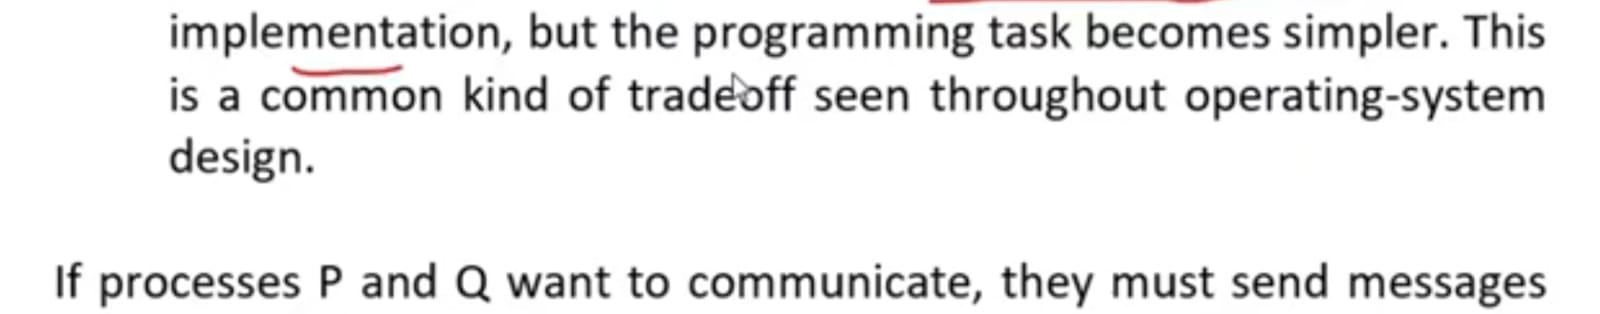 implementation, but the programming task becomes simpler. This
is a common kind of tradeoff seen throughout operating-system
design.
If processes P and Q want to communicate, they must send messages